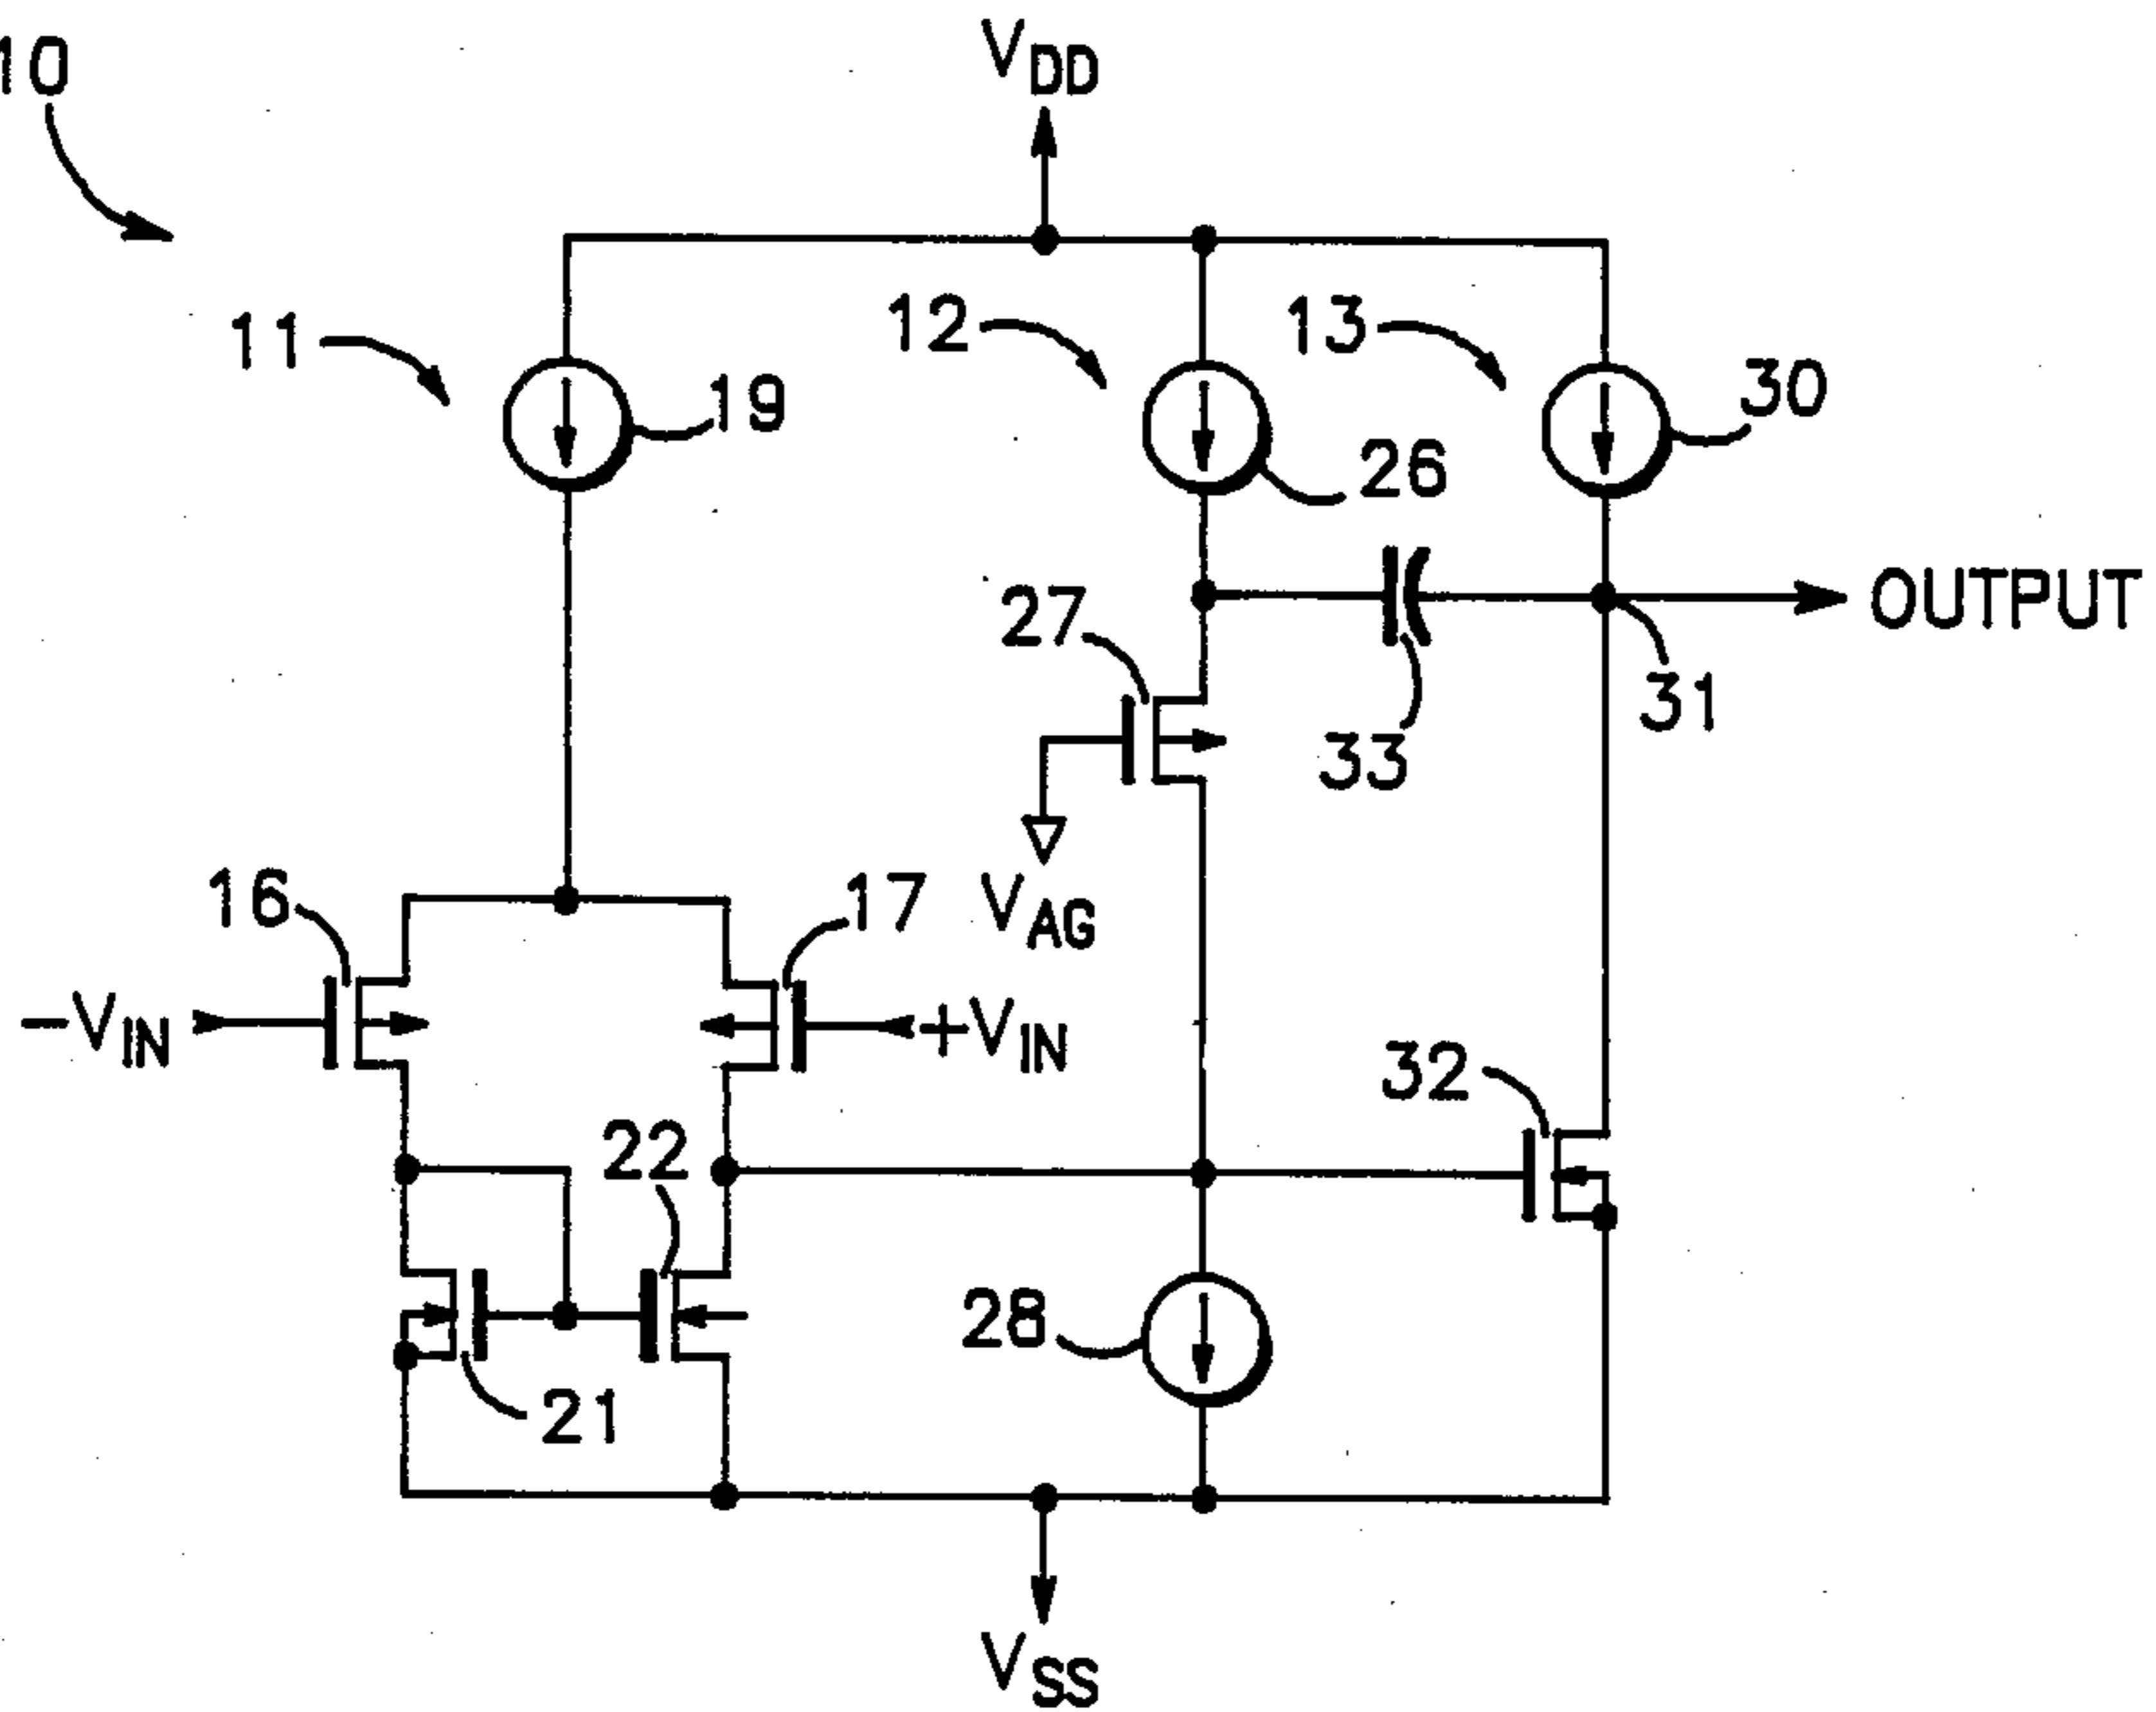 10
V_DD
11
19
12
26
13
30
27
33
OUTPUT
31
16
17
V_AG
-V_IN
+V_IN
32
22
21
28
V_SS